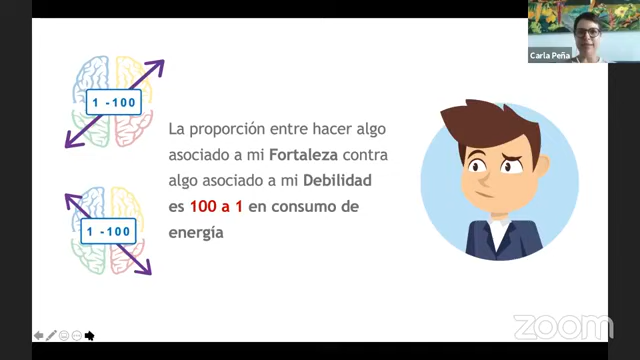 Carla Peña
1 - 100
La proporción entre hacer algo
asociado a mi Fortaleza contra
algo asociado a mi Debilidad
es 100 a 1 en consumo de
energía
1 - 100
zoom